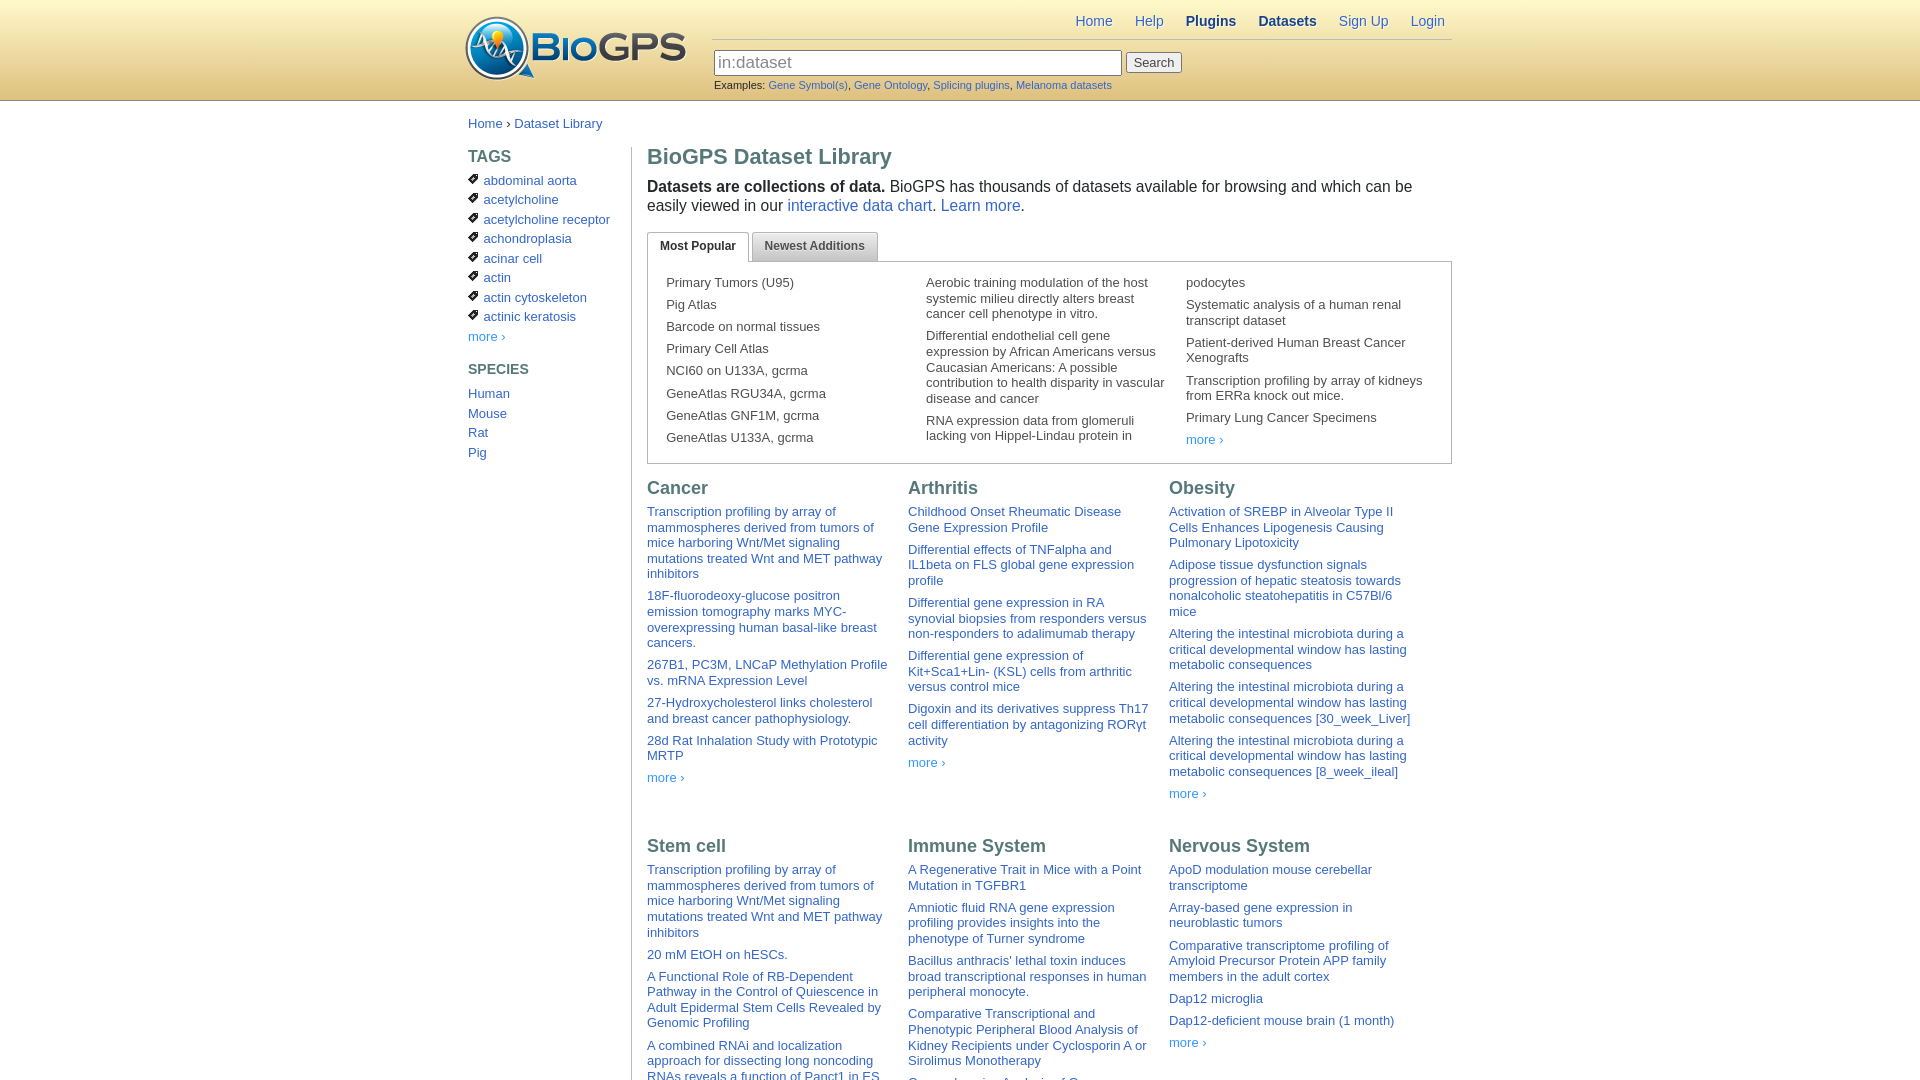 BioGPS
Home Help Plugins Datasets Sign Up Login
in:dataset
Search
Examples: Gene Symbol(s), Gene Ontology, Splicing plugins, Melanoma datasets
Home › Dataset Library
TAGS
abdominal aorta
acetylcholine
acetylcholine receptor
achondroplasia
acinar cell
actin
actin cytoskeleton
actinic keratosis
more ›
SPECIES
Human
Mouse
Rat
Pig
BioGPS Dataset Library
Datasets are collections of data. BioGPS has thousands of datasets available for browsing and which can be
easily viewed in our interactive data chart. Learn more.
Most Popular
Newest Additions
Primary Tumors (U95)
Pig Atlas
Barcode on normal tissues
Primary Cell Atlas
NCI60 on U133A, gcrma
GeneAtlas RGU34A, gcrma
GeneAtlas GNF1M, gcrma
GeneAtlas U133A, gcrma
Aerobic training modulation of the host
systemic milieu directly alters breast
cancer cell phenotype in vitro.
Differential endothelial cell gene
expression by African Americans versus
Caucasian Americans: A possible
contribution to health disparity in vascular
disease and cancer
RNA expression data from glomeruli
lacking von Hippel-Lindau protein in
podocytes
Systematic analysis of a human renal
transcript dataset
Patient-derived Human Breast Cancer
Xenografts
Transcription profiling by array of kidneys
from ERRa knock out mice.
Primary Lung Cancer Specimens
more ›
Cancer
Transcription profiling by array of
mammospheres derived from tumors of
mice harboring Wnt/Met signaling
mutations treated Wnt and MET pathway
inhibitors
18F-fluorodeoxy-glucose positron
emission tomography marks MYC-
overexpressing human basal-like breast
cancers.
267B1, PC3M, LNCaP Methylation Profile
vs. mRNA Expression Level
27-Hydroxycholesterol links cholesterol
and breast cancer pathophysiology.
28d Rat Inhalation Study with Prototypic
MRTP
more ›
Arthritis
Childhood Onset Rheumatic Disease
Gene Expression Profile
Differential effects of TNFalpha and
IL1beta on FLS global gene expression
profile
Differential gene expression in RA
synovial biopsies from responders versus
non-responders to adalimumab therapy
Differential gene expression of
Kit+Sca1+Lin- (KSL) cells from arthritic
versus control mice
Digoxin and its derivatives suppress Th17
cell differentiation by antagonizing RORγt
activity
more ›
Obesity
Activation of SREBP in Alveolar Type II
Cells Enhances Lipogenesis Causing
Pulmonary Lipotoxicity
Adipose tissue dysfunction signals
progression of hepatic steatosis towards
nonalcoholic steatohepatitis in C57Bl/6
mice
Altering the intestinal microbiota during a
critical developmental window has lasting
metabolic consequences
Altering the intestinal microbiota during a
critical developmental window has lasting
metabolic consequences [30_week_Liver]
Altering the intestinal microbiota during a
critical developmental window has lasting
metabolic consequences [8_week_ileal]
more ›
Stem cell
Transcription profiling by array of
mammospheres derived from tumors of
mice harboring Wnt/Met signaling
mutations treated Wnt and MET pathway
inhibitors
20 mM EtOH on hESCs.
A Functional Role of RB-Dependent
Pathway in the Control of Quiescence in
Adult Epidermal Stem Cells Revealed by
Genomic Profiling
A combined RNAi and localization
approach for dissecting long noncoding
RNAs reveals a function of Panct1 in ES
Immune System
A Regenerative Trait in Mice with a Point
Mutation in TGFBR1
Amniotic fluid RNA gene expression
profiling provides insights into the
phenotype of Turner syndrome
Bacillus anthracis' lethal toxin induces
broad transcriptional responses in human
peripheral monocyte.
Comparative Transcriptional and
Phenotypic Peripheral Blood Analysis of
Kidney Recipients under Cyclosporin A or
Sirolimus Monotherapy
Nervous System
ApoD modulation mouse cerebellar
transcriptome
Array-based gene expression in
neuroblastic tumors
Comparative transcriptome profiling of
Amyloid Precursor Protein APP family
members in the adult cortex
Dap12 microglia
Dap12-deficient mouse brain (1 month)
more ›